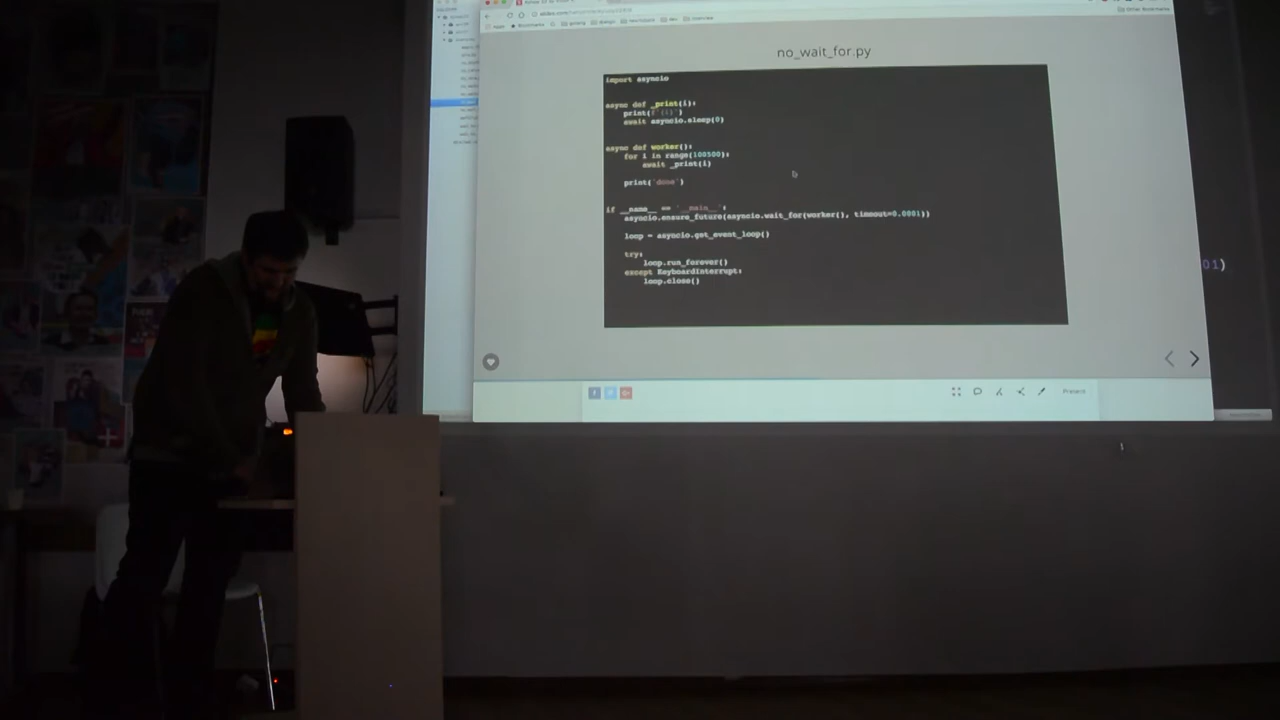 no_wait_for.py
import asyncio
async def _print(i):
print(f'{i}')
await asyncio.sleep(0)
async def worker():
for i in range(100500):
await _print(i)
print('done')
if __name__ == '__main__':
asyncio.ensure_future(asyncio.wait_for(worker(), timeout=0.0001))
loop = asyncio.get_event_loop()
try:
loop.run_forever()
except KeyboardInterrupt:
loop.close()
01)
Present